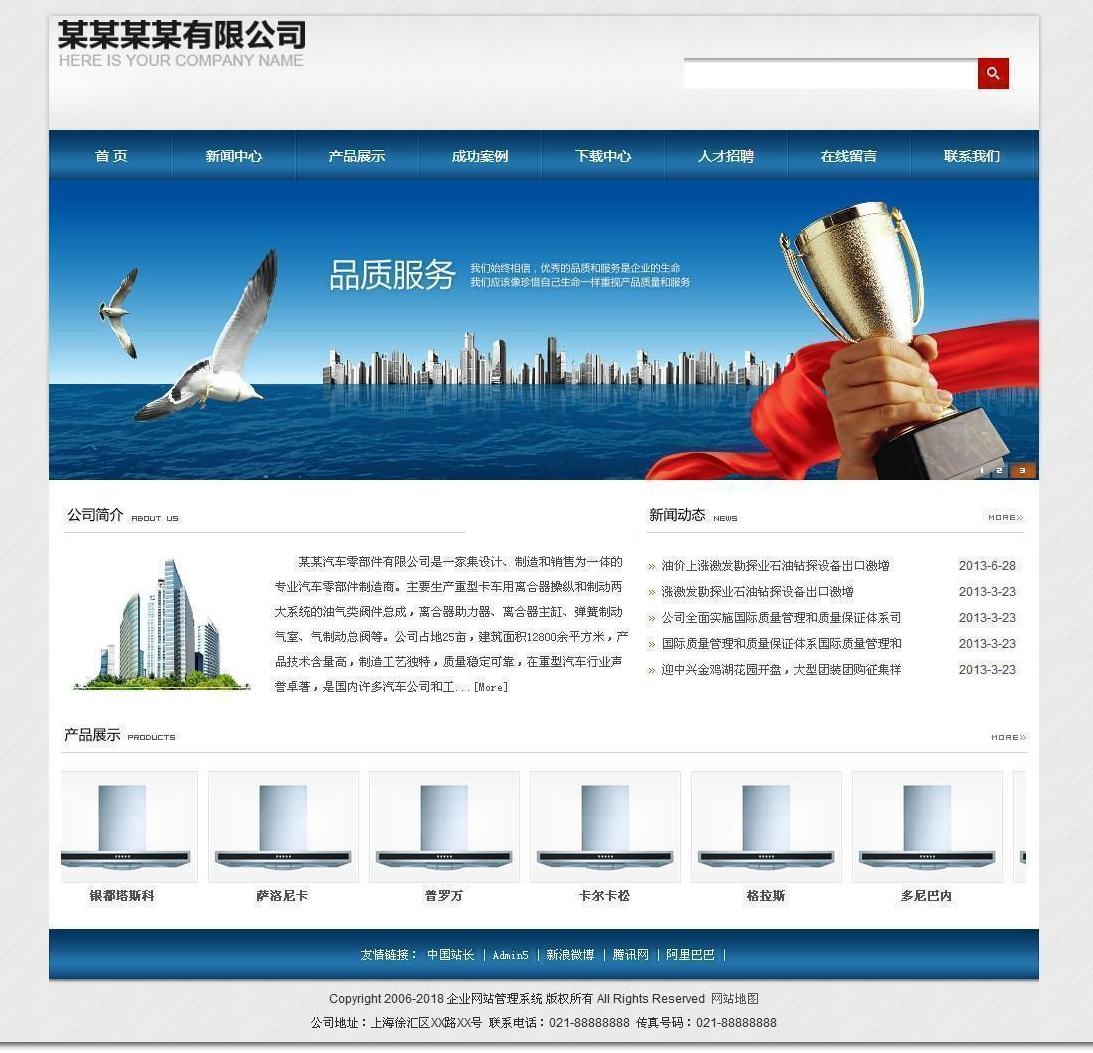 某某某某有限公司
HERE IS YOUR COMPANY NAME
首 页 新闻中心 产品展示 成功案例 下载中心 人才招聘 在线留言 联系我们
品质服务 我们始终相信，优秀的品质和服务是企业的生命
我们应该像珍惜自己生命一样重视产品质量和服务
1 2 3
公司简介 ABOUT US
某某汽车零部件有限公司是一家集设计、制造和销售为一体的
专业汽车零部件制造商。主要生产重型卡车用离合器操纵和制动两
大系统的油气类阀件总成，离合器助力器、离合器主缸、弹簧制动
气室、气制动总阀等。公司占地25亩，建筑面积12800余平方米，产
品技术含量高，制造工艺独特，质量稳定可靠，在重型汽车行业声
誉卓著，是国内许多汽车公司和工...[More]
新闻动态 NEWS MORE»
» 油价上涨激发勘探业石油钻探设备出口激增 2013-6-28
» 涨激发勘探业石油钻探设备出口激增 2013-3-23
» 公司全面实施国际质量管理和质量保证体系司 2013-3-23
» 国际质量管理和质量保证体系国际质量管理和 2013-3-23
» 迎中兴金鸡湖花园开盘，大型团装团购征集样 2013-3-23
产品展示 PRODUCTS MORE»
银都塔斯科 萨洛尼卡 普罗万 卡尔卡松 格拉斯 多尼巴内
友情链接： 中国站长 | Admin5 | 新浪微博 | 腾讯网 | 阿里巴巴 |
Copyright 2006-2018 企业网站管理系统 版权所有 All Rights Reserved 网站地图
公司地址：上海徐汇区XX路XX号 联系电话：021-88888888 传真号码：021-88888888